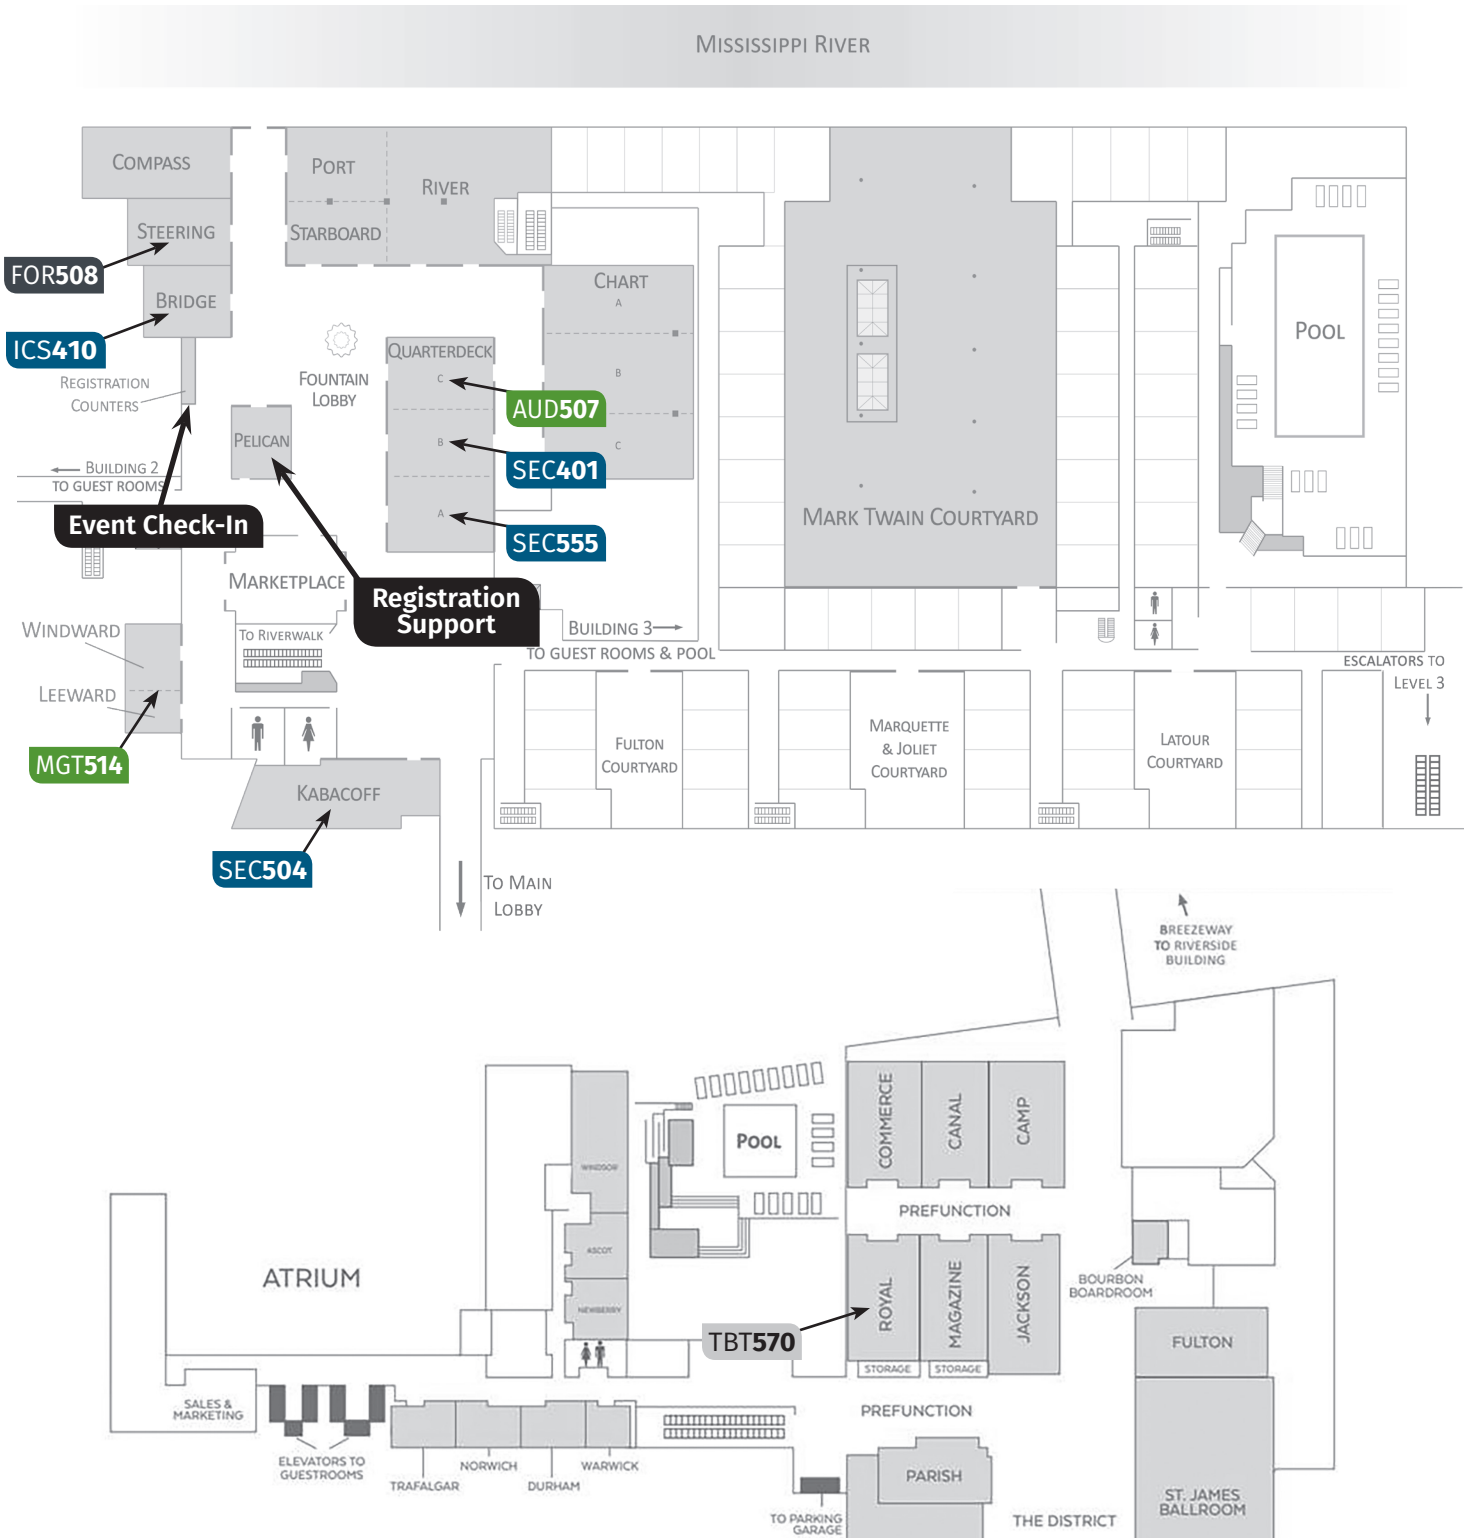 MISSISSIPPI RIVER
COMPASS
PORT
RIVER
STEERING
STARBOARD
FOR508
BRIDGE
ICS410
CHART
A
B
C
POOL
QUARTERDECK
C
B
A
REGISTRATION
COUNTERS
FOUNTAIN
LOBBY
AUD507
PELICAN
SEC401
BUILDING 2
TO GUEST ROOMS
Event Check-In
MARK TWAIN COURTYARD
SEC555
MARKETPLACE
Registration
Support
WINDWARD
TO RIVERWALK
BUILDING 3
TO GUEST ROOMS & POOL
ESCALATORS TO
LEVEL 3
LEEWARD
MGT514
FULTON
COURTYARD
MARQUETTE
& JOLIET
COURTYARD
LATOUR
COURTYARD
KABACOFF
SEC504
TO MAIN
LOBBY
BREEZEWAY
TO RIVERSIDE
BUILDING
COMMERCE
CANAL
CAMP
POOL
WINDSOR
PREFUNCTION
ASCOT
ATRIUM
NEWBERRY
ROYAL
MAGAZINE
JACKSON
BOURBON
BOARDROOM
TBT570
FULTON
STORAGE
STORAGE
SALES &
MARKETING
PREFUNCTION
ELEVATORS TO
GUESTROOMS
TRAFALGAR
NORWICH
DURHAM
WARWICK
PARISH
ST. JAMES
BALLROOM
TO PARKING
GARAGE
THE DISTRICT